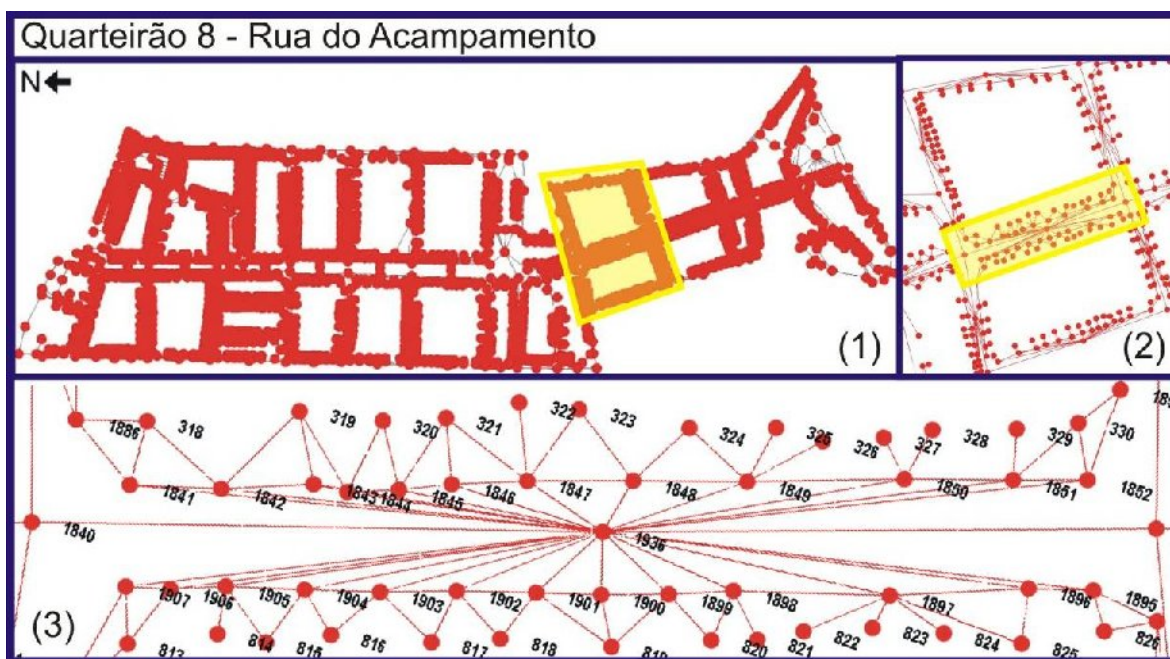 Quarteirão 8 - Rua do Acampamento
N
(1)
(2)
1886 318 319 320 321 322 323 324 325 326 327 328 329 330
1841 1842 1843 1844 1845 1846 1847 1848 1849 1850 1851 1852
1840 1936
1907 1906 1905 1904 1903 1902 1901 1900 1899 1898 1897 1896 1895
(3) 813 814 815 816 817 818 819 820 821 822 823 824 825 826